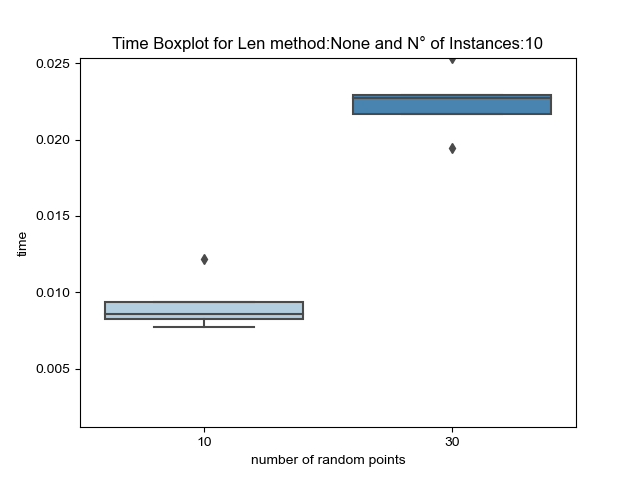 Time Boxplot for Len method:None and N° of Instances:10
0.025
0.020
0.015
0.010
0.005
time
10 30
number of random points